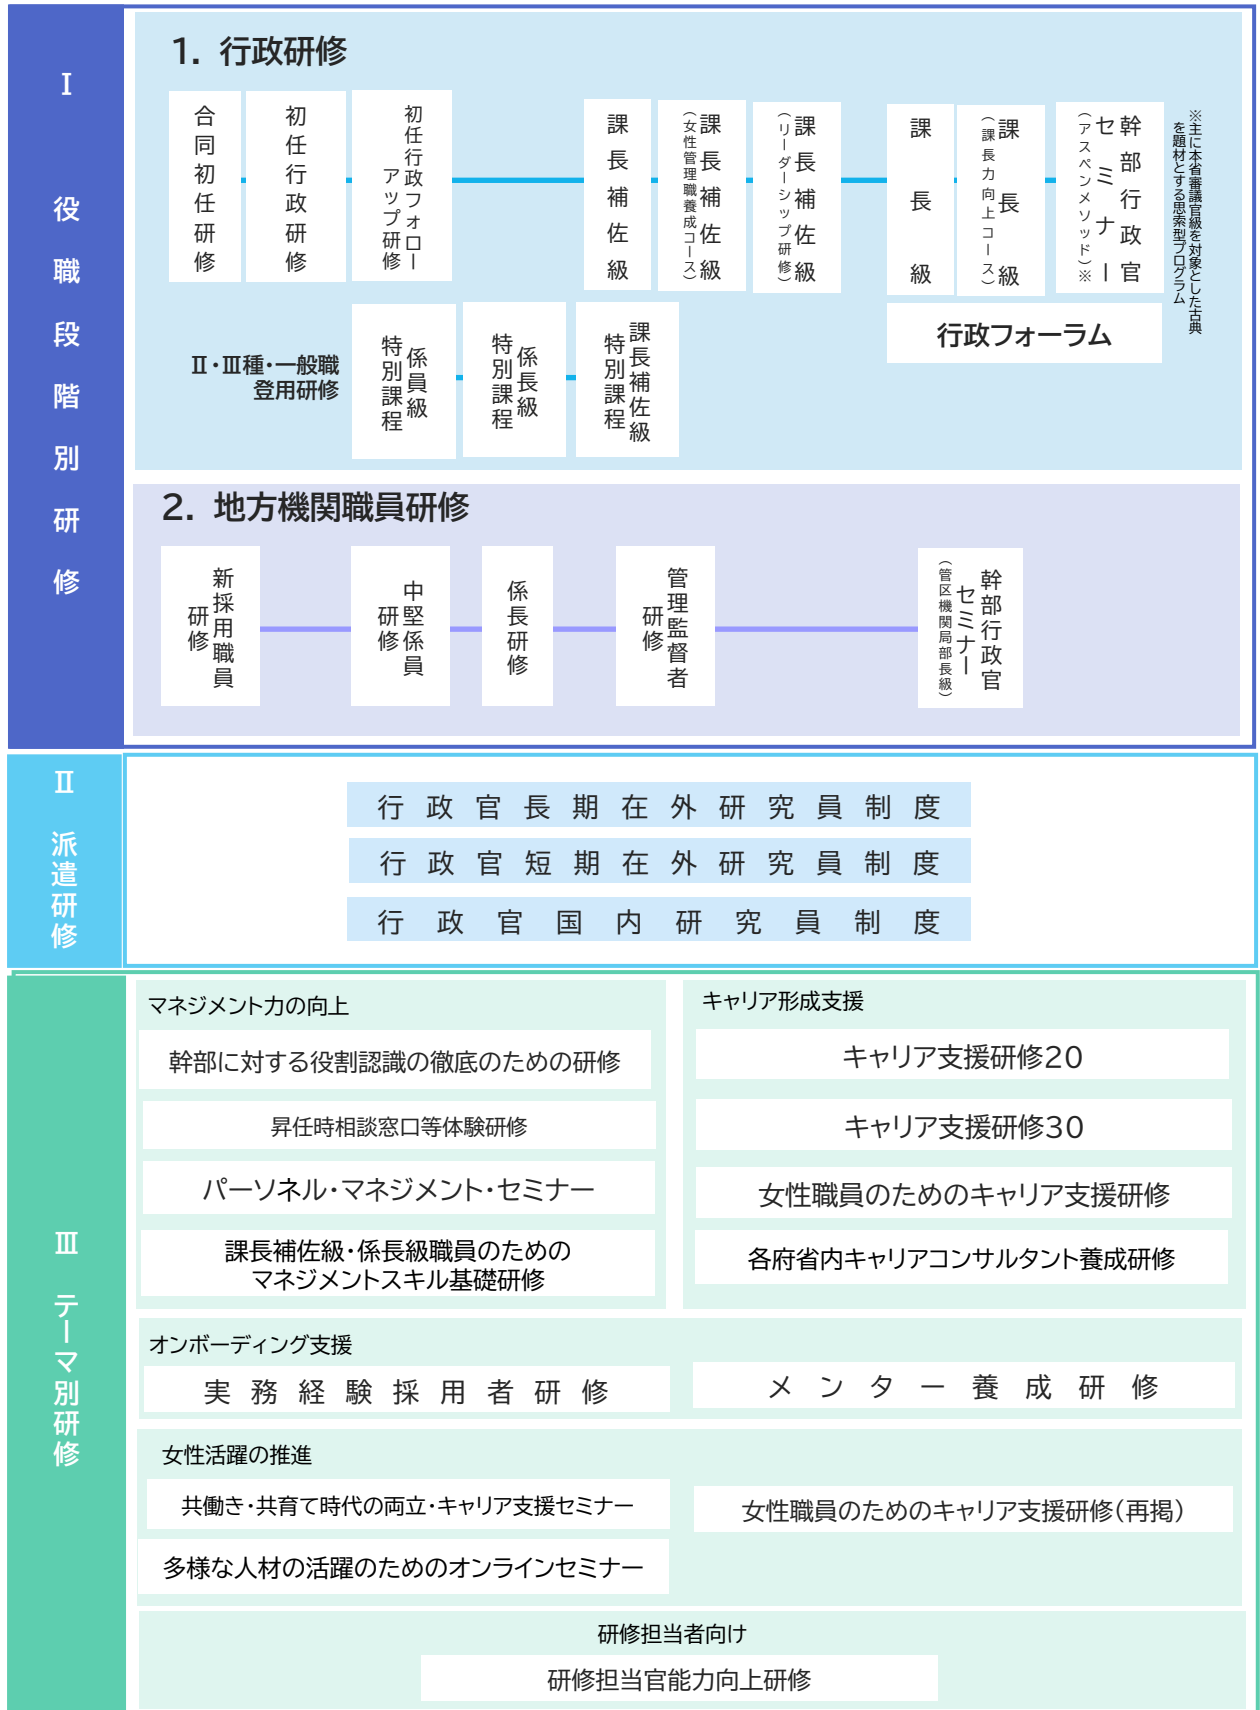 Ⅰ 役職段階別研修
1. 行政研修
合同初任研修
初任行政研修
初任行政フォロー
アップ研修
課長補佐級
課長補佐級
（女性管理職養成コース）
課長補佐級
（リーダーシップ研修）
課長級
課長級
（課長力向上コース）
幹部行政官
セミナー
（アスペンメソッド）※
※主に本省審議官級を対象とした古典
を題材とする思索型プログラム
行政フォーラム
Ⅱ・Ⅲ種・一般職
登用研修
係員級
特別課程
係長級
特別課程
課長補佐級
特別課程
2. 地方機関職員研修
新採用職員
研修
中堅係員
研修
係長研修
管理監督者
研修
幹部行政官
セミナー
（管区機関局部長級）
Ⅱ 派遣研修
行政官長期在外研究員制度
行政官短期在外研究員制度
行政官国内研究員制度
Ⅲ テーマ別研修
マネジメント力の向上
幹部に対する役割認識の徹底のための研修
昇任時相談窓口等体験研修
パーソネル・マネジメント・セミナー
課長補佐級・係長級職員のための
マネジメントスキル基礎研修
キャリア形成支援
キャリア支援研修20
キャリア支援研修30
女性職員のためのキャリア支援研修
各府省内キャリアコンサルタント養成研修
オンボーディング支援
実務経験採用者研修
メンター養成研修
女性活躍の推進
共働き・共育て時代の両立・キャリア支援セミナー
女性職員のためのキャリア支援研修（再掲）
多様な人材の活躍のためのオンラインセミナー
研修担当者向け
研修担当官能力向上研修